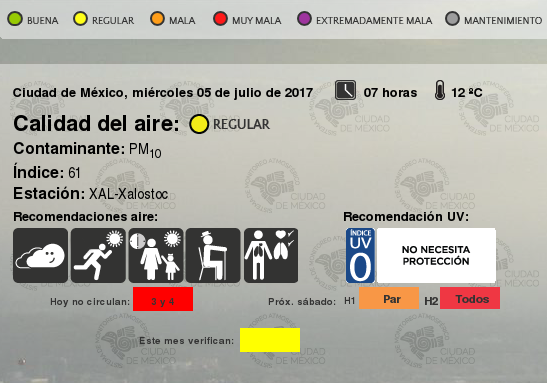 BUENA REGULAR MALA MUY MALA EXTREMADAMENTE MALA MANTENIMIENTO
Ciudad de México, miércoles 05 de julio de 2017 07 horas 12 ºC
Calidad del aire: REGULAR
Contaminante: PM10
Índice: 61
Estación: XAL-Xalostoc
Recomendaciones aire: Recomendación UV:
ÍNDICE
UV
0
NO NECESITA
PROTECCIÓN
Hoy no circulan: 3 y 4 Próx. sábado: H1 Par H2 Todos
Este mes verifican:
CIUDAD
DE MÉXICO